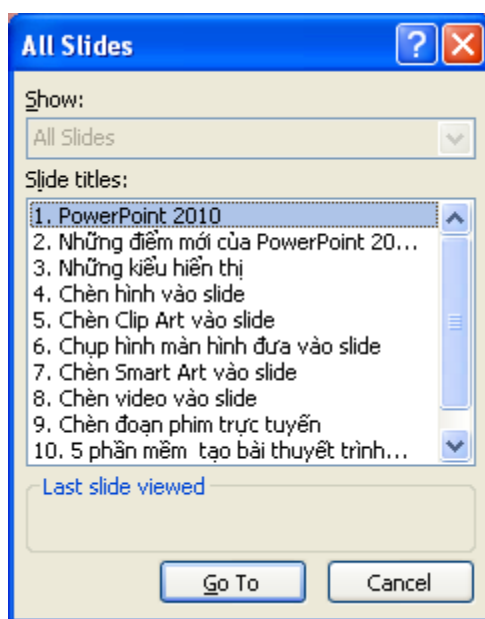 All Slides
Show:
All Slides
Slide titles:
1. PowerPoint 2010
2. Những điểm mới của PowerPoint 20...
3. Những kiểu hiển thị
4. Chèn hình vào slide
5. Chèn Clip Art vào slide
6. Chụp hình màn hình đưa vào slide
7. Chèn Smart Art vào slide
8. Chèn video vào slide
9. Chèn đoạn phim trực tuyến
10. 5 phần mềm  tạo bài thuyết trình...
Last slide viewed
Go To Cancel